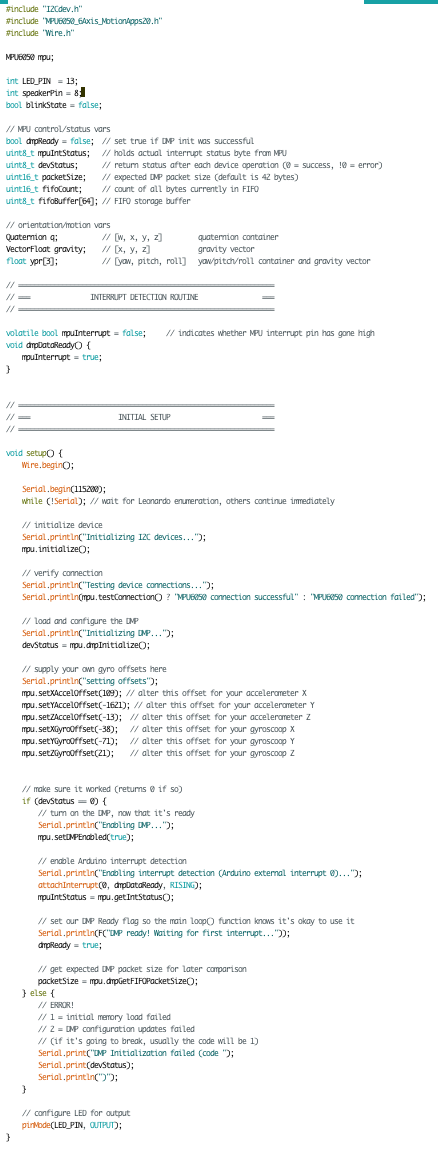 #include "I2Cdev.h"
#include "MPU6050_6Axis_MotionApps20.h"
#include "Wire.h"
MPU6050 mpu;
int LED_PIN = 13;
int speakerPin = 8;
bool blinkState = false;
// MPU control/status vars
bool dmpReady = false; // set true if DMP init was successful
uint8_t mpuIntStatus; // holds actual interrupt status byte from MPU
uint8_t devStatus; // return status after each device operation (0 = success, !0 = error)
uint16_t packetSize; // expected DMP packet size (default is 42 bytes)
uint16_t fifoCount; // count of all bytes currently in FIFO
uint8_t fifoBuffer[64]; // FIFO storage buffer
// orientation/motion vars
Quaternion q; // [w, x, y, z] quaternion container
VectorFloat gravity; // [x, y, z] gravity vector
float ypr[3]; // [yaw, pitch, roll] yaw/pitch/roll container and gravity vector
// ================================================================
// === INTERRUPT DETECTION ROUTINE ===
// ================================================================
volatile bool mpuInterrupt = false; // indicates whether MPU interrupt pin has gone high
void dmpDataReady() {
mpuInterrupt = true;
}
// ================================================================
// === INITIAL SETUP ===
// ================================================================
void setup() {
Wire.begin();
Serial.begin(115200);
while (!Serial); // wait for Leonardo enumeration, others continue immediately
// initialize device
Serial.println("Initializing I2C devices...");
mpu.initialize();
// verify connection
Serial.println("Testing device connections...");
Serial.println(mpu.testConnection() ? "MPU6050 connection successful" : "MPU6050 connection failed");
// load and configure the DMP
Serial.println("Initializing DMP...");
devStatus = mpu.dmpInitialize();
// supply your own gyro offsets here
Serial.println("setting offsets");
mpu.setXAccelOffset(109); // alter this offset for your accelerometer X
mpu.setYAccelOffset(-1621); // alter this offset for your accelerometer Y
mpu.setZAccelOffset(-13); // alter this offset for your accelerometer Z
mpu.setXGyroOffset(-38); // alter this offset for your gyroscoop X
mpu.setYGyroOffset(-71); // alter this offset for your gyroscoop Y
mpu.setZGyroOffset(21); // alter this offset for your gyroscoop Z
// make sure it worked (returns 0 if so)
if (devStatus == 0) {
// turn on the DMP, now that it's ready
Serial.println("Enabling DMP...");
mpu.setDMPEnabled(true);
// enable Arduino interrupt detection
Serial.println("Enabling interrupt detection (Arduino external interrupt 0)...");
attachInterrupt(0, dmpDataReady, RISING);
mpuIntStatus = mpu.getIntStatus();
// set our DMP Ready flag so the main loop() function knows it's okay to use it
Serial.println(F("DMP ready! Waiting for first interrupt..."));
dmpReady = true;
// get expected DMP packet size for later comparison
packetSize = mpu.dmpGetFIFOPacketSize();
} else {
// ERROR!
// 1 = initial memory load failed
// 2 = DMP configuration updates failed
// (if it's going to break, usually the code will be 1)
Serial.print("DMP Initialization failed (code ");
Serial.print(devStatus);
Serial.println(")");
}
// configure LED for output
pinMode(LED_PIN, OUTPUT);
}